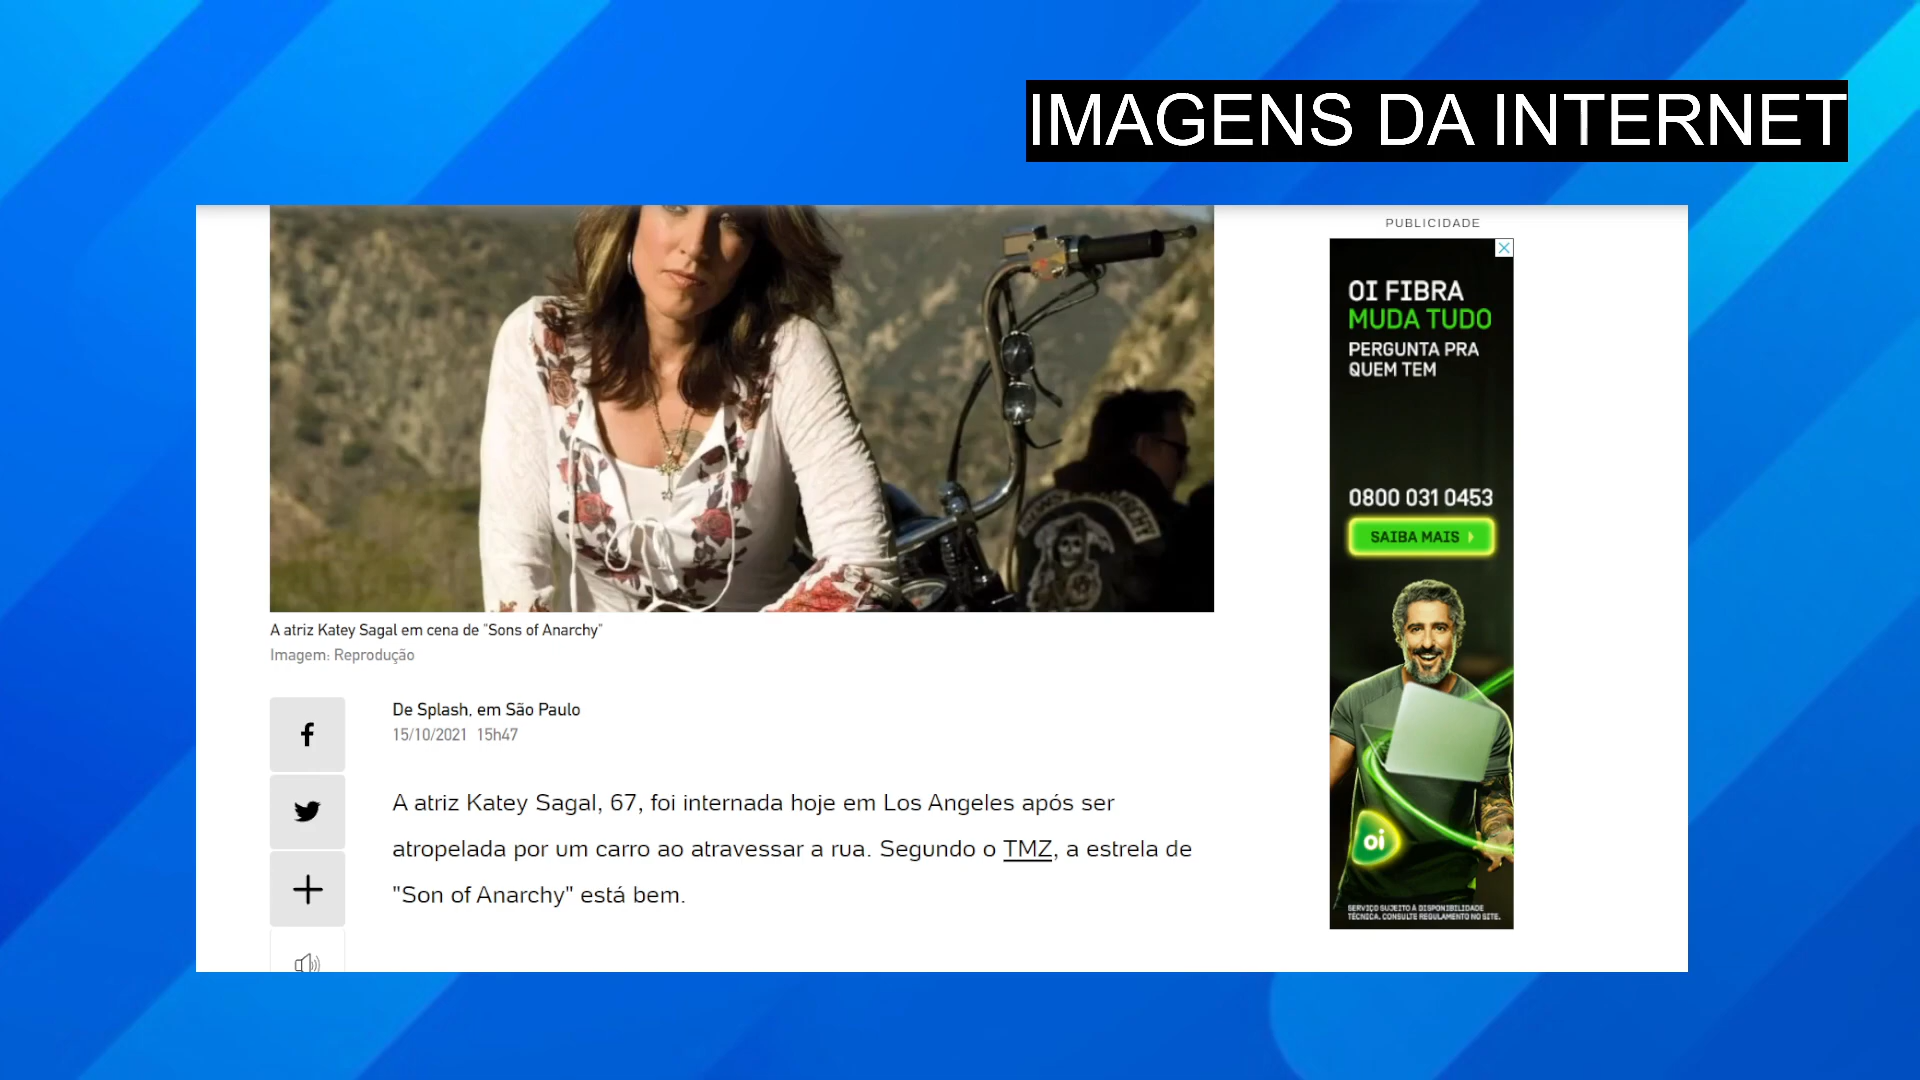 IMAGENS DA INTERNET
PUBLICIDADE
OI FIBRA
MUDA TUDO
PERGUNTA PRA
QUEM TEM
0800 031 0453
SAIBA MAIS
oi
SERVIÇO SUJEITO À DISPONIBILIDADE
TÉCNICA. CONSULTE REGULAMENTO NO SITE.
A atriz Katey Sagal em cena de "Sons of Anarchy"
Imagem: Reprodução
De Splash, em São Paulo
15/10/2021 15h47
A atriz Katey Sagal, 67, foi internada hoje em Los Angeles após ser
atropelada por um carro ao atravessar a rua. Segundo o TMZ, a estrela de
"Son of Anarchy" está bem.